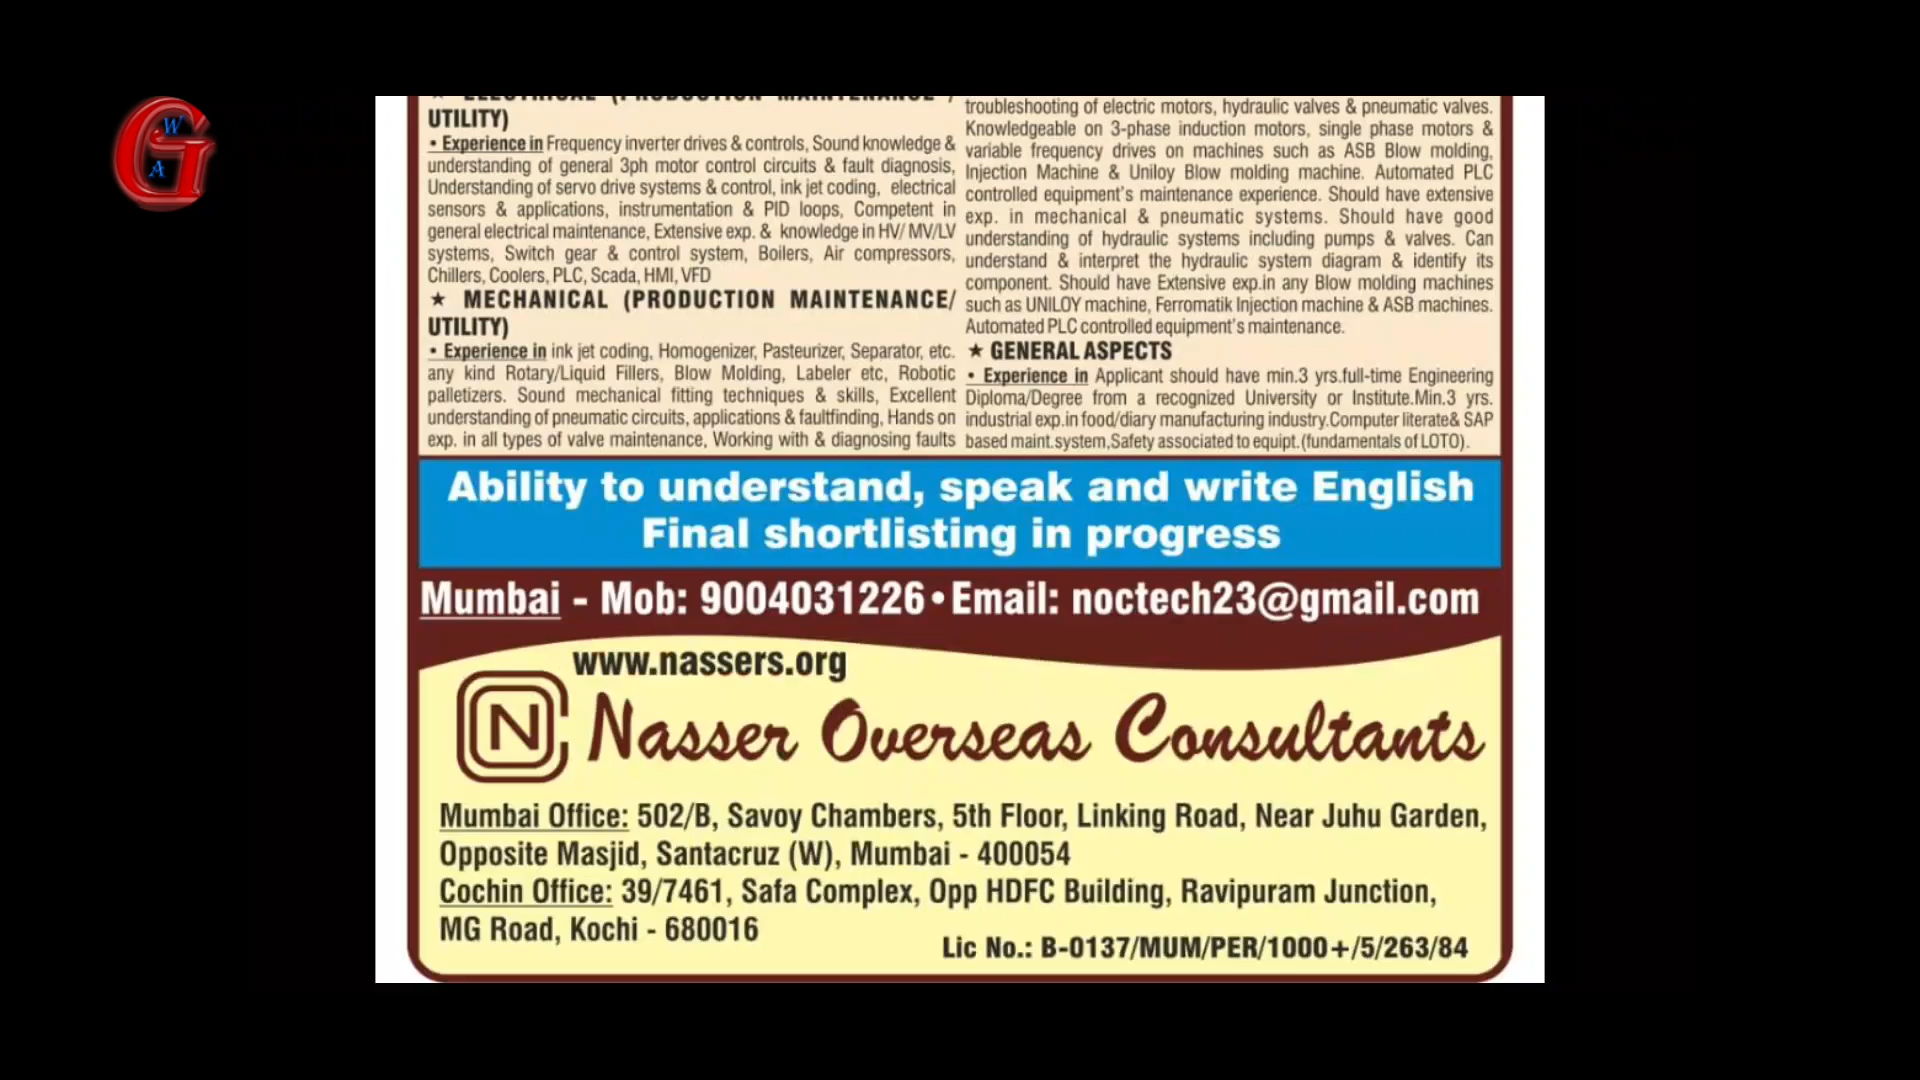 W
G
A
★ ELECTRICAL (PRODUCTION MAINTENANCE /
UTILITY)
• Experience in Frequency inverter drives & controls, Sound knowledge &
understanding of general 3ph motor control circuits & fault diagnosis,
Understanding of servo drive systems & control, ink jet coding, electrical
sensors & applications, instrumentation & PID loops, Competent in
general electrical maintenance, Extensive exp. & knowledge in HV/ MV/LV
systems, Switch gear & control system, Boilers, Air compressors,
Chillers, Coolers, PLC, Scada, HMI, VFD
★ MECHANICAL (PRODUCTION MAINTENANCE/
UTILITY)
• Experience in ink jet coding, Homogenizer, Pasteurizer, Separator, etc.
any kind Rotary/Liquid Fillers, Blow Molding, Labeler etc, Robotic
palletizers. Sound mechanical fitting techniques & skills, Excellent
understanding of pneumatic circuits, applications & faultfinding, Hands on
exp. in all types of valve maintenance, Working with & diagnosing faults
troubleshooting of electric motors, hydraulic valves & pneumatic valves.
Knowledgeable on 3-phase induction motors, single phase motors &
variable frequency drives on machines such as ASB Blow molding,
Injection Machine & Uniloy Blow molding machine. Automated PLC
controlled equipment's maintenance experience. Should have extensive
exp. in mechanical & pneumatic systems. Should have good
understanding of hydraulic systems including pumps & valves. Can
understand & interpret the hydraulic system diagram & identify its
component. Should have Extensive exp.in any Blow molding machines
such as UNILOY machine, Ferromatik Injection machine & ASB machines.
Automated PLC controlled equipment's maintenance.
★ GENERAL ASPECTS
• Experience in Applicant should have min.3 yrs.full-time Engineering
Diploma/Degree from a recognized University or Institute.Min.3 yrs.
industrial exp.in food/diary manufacturing industry.Computer literate& SAP
based maint.system,Safety associated to equipt.(fundamentals of LOTO).
Ability to understand, speak and write English
Final shortlisting in progress
Mumbai - Mob: 9004031226 • Email: noctech23@gmail.com
www.nassers.org
N Nasser Overseas Consultants
Mumbai Office: 502/B, Savoy Chambers, 5th Floor, Linking Road, Near Juhu Garden,
Opposite Masjid, Santacruz (W), Mumbai - 400054
Cochin Office: 39/7461, Safa Complex, Opp HDFC Building, Ravipuram Junction,
MG Road, Kochi - 680016
Lic No.: B-0137/MUM/PER/1000+/5/263/84